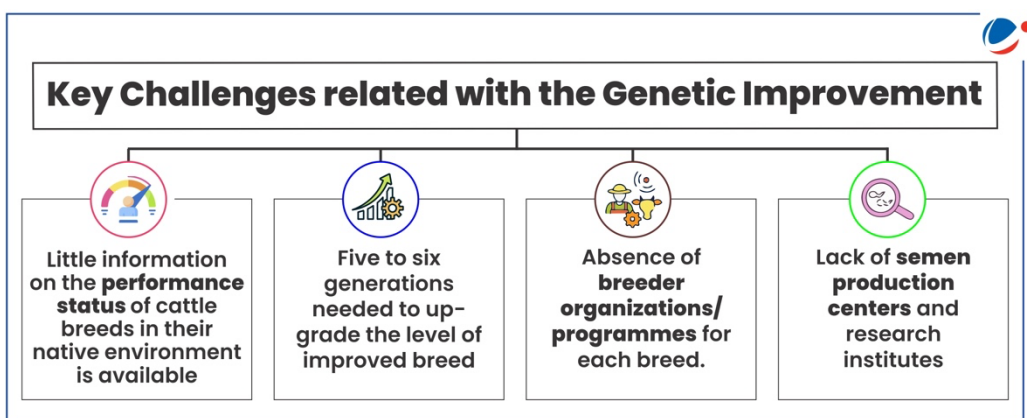 Key Challenges related with the Genetic Improvement
Little information
on the performance
status of cattle
breeds in their
native environment
is available
Five to six
generations
needed to up-
grade the level of
improved breed
Absence of
breeder
organizations/
programmes for
each breed.
Lack of semen
production
centers and
research
institutes